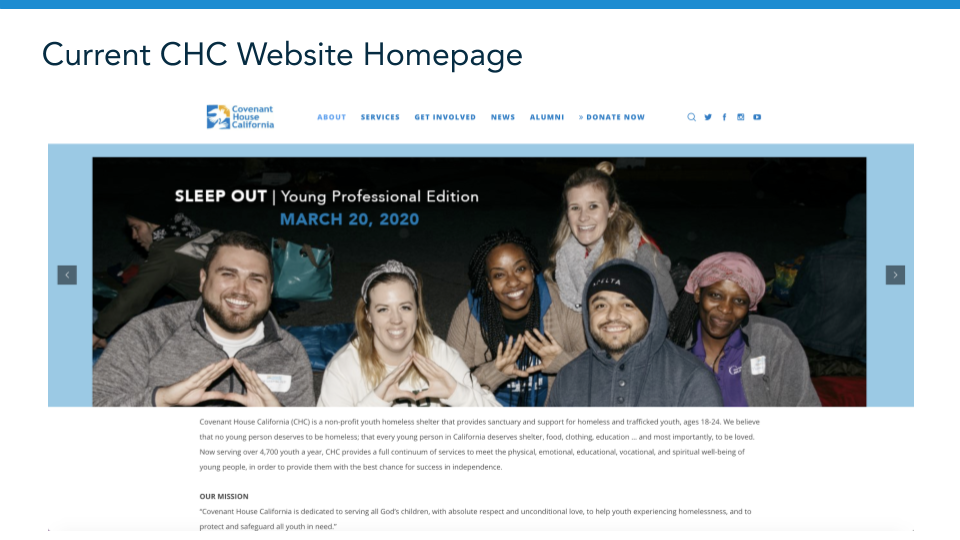 Current CHC Website Homepage
Covenant
House
California
ABOUT SERVICES GET INVOLVED NEWS ALUMNI » DONATE NOW
SLEEP OUT | Young Professional Edition
MARCH 20, 2020
Covenant House California (CHC) is a non-profit youth homeless shelter that provides sanctuary and support for homeless and trafficked youth, ages 18-24. We believe
that no young person deserves to be homeless; that every young person in California deserves shelter, food, clothing, education ... and most importantly, to be loved.
Now serving over 4,700 youth a year, CHC provides a full continuum of services to meet the physical, emotional, educational, vocational, and spiritual well-being of
young people, in order to provide them with the best chance for success in independence.
OUR MISSION
“Covenant House California is dedicated to serving all God’s children, with absolute respect and unconditional love, to help youth experiencing homelessness, and to
protect and safeguard all youth in need.”